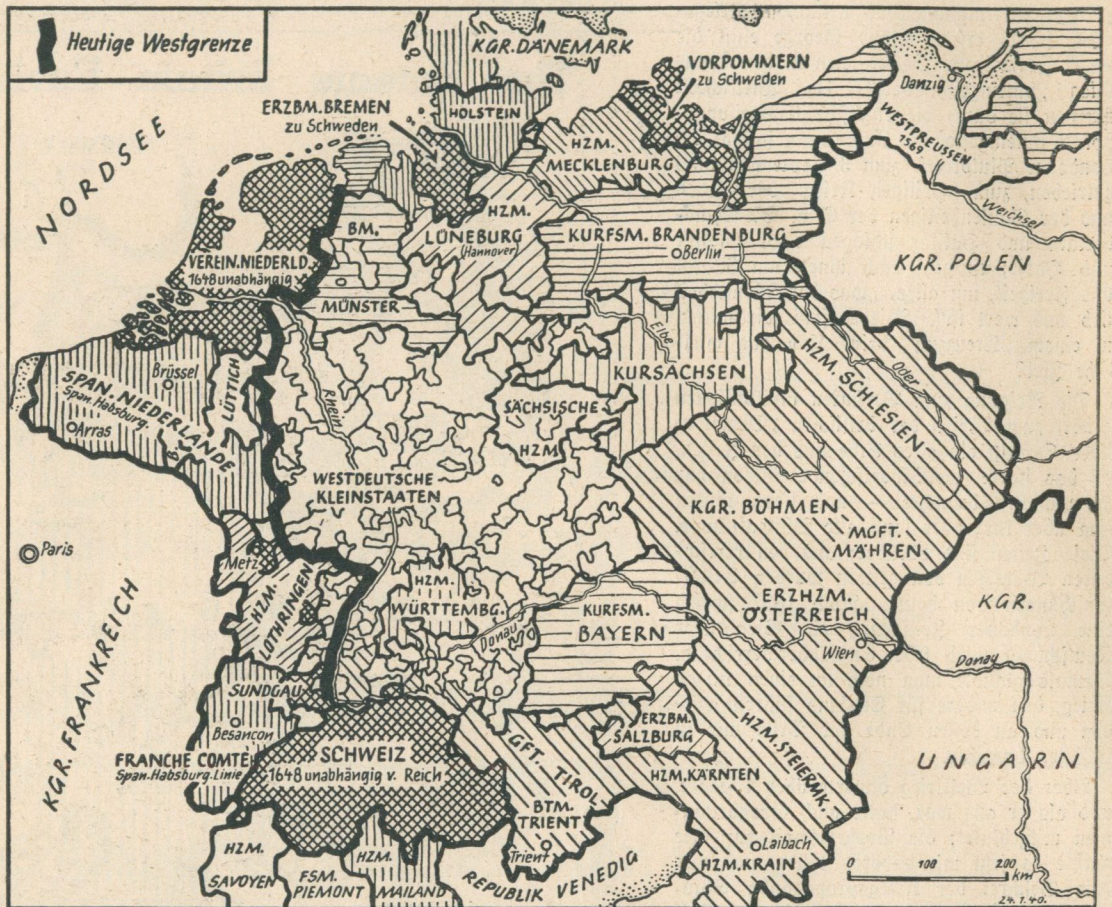 Heutige Westgrenze
NORDSEE
KGR. DÄNEMARK
HOLSTEIN
ERZBM. BREMEN
zu Schweden
VORPOMMERN
zu Schweden
HZM.
MECKLENBURG
Danzig
WESTPREUSSEN
1569
Weichsel
KGR. POLEN
VEREIN. NIEDERLD.
1648 unabhängig
BM.
MÜNSTER
HZM.
LÜNEBURG
(Hannover)
KURFSM. BRANDENBURG
Berlin
Elbe
KURSACHSEN
SÄCHSISCHE
HZM.
HZM. SCHLESIEN
Oder
SPAN. NIEDERLANDE
Span. Habsburg.
Brüssel
Arras
LÜTTICH
Rhein
WESTDEUTSCHE
KLEINSTAATEN
KGR. BÖHMEN
MGFT.
MÄHREN
ERZHZM.
ÖSTERREICH
Wien
Donau
Paris
KGR. FRANKREICH
Metz
HZM.
LOTHRINGEN
SUNDGAU
Besançon
FRANCHE COMTÉ
Span. Habsburg. Linie
HZM.
WÜRTTEMBG.
Donau
KURFSM.
BAYERN
ERZBM.
SALZBURG
KGR.
UNGARN
SCHWEIZ
1648 unabhängig v. Reich
GFT. TIROL
BTM.
TRIENT
Trient
HZM. KÄRNTEN
HZM. STEIERMK.
Laibach
HZM. KRAIN
HZM.
SAVOYEN
FSM.
PIEMONT
HZM.
MAILAND
REPUBLIK VENEDIG
0 100 200
km
24.1.40.